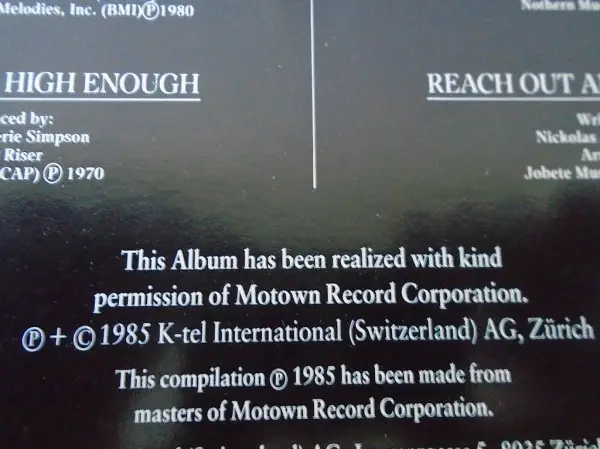 Melodies, Inc. (BMI)Ⓟ1980
Nothern Mu
HIGH ENOUGH
ced by:
erie Simpson
Riser
CAP) Ⓟ 1970
REACH OUT A
Wri
Nickolas
Ar
Jobete Mu
This Album has been realized with kind
permission of Motown Record Corporation.
Ⓟ + © 1985 K-tel International (Switzerland) AG, Zürich
This compilation Ⓟ 1985 has been made from
masters of Motown Record Corporation.